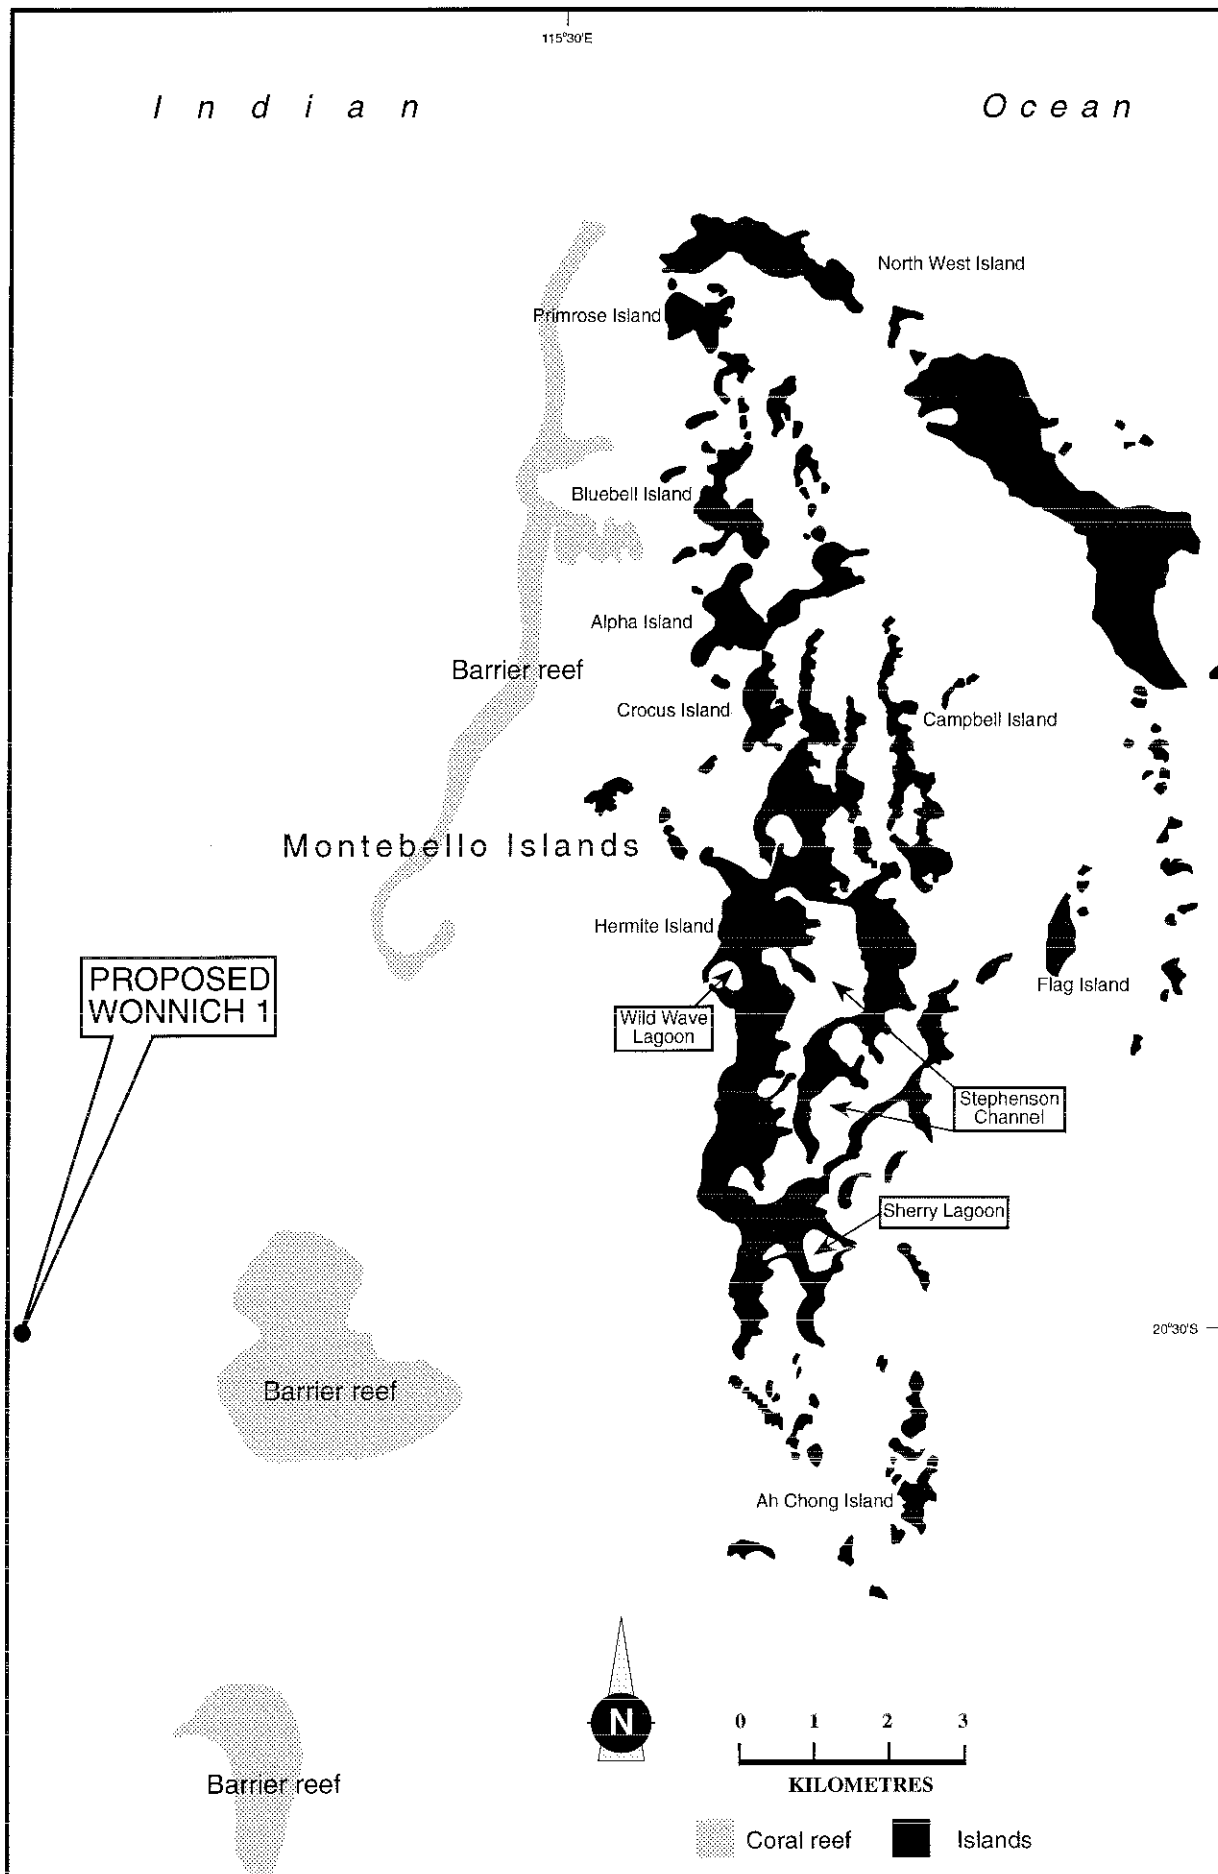 115°30'E
Indian Ocean
North West Island
Primrose Island
Bluebell Island
Alpha Island
Barrier reef
Crocus Island
Campbell Island
Montebello Islands
Hermite Island
PROPOSED
WONNICH 1
Flag Island
Wild Wave
Lagoon
Stephenson
Channel
Sherry Lagoon
20°30'S
Barrier reef
Ah Chong Island
N
0 1 2 3
KILOMETRES
Barrier reef
Coral reef
Islands